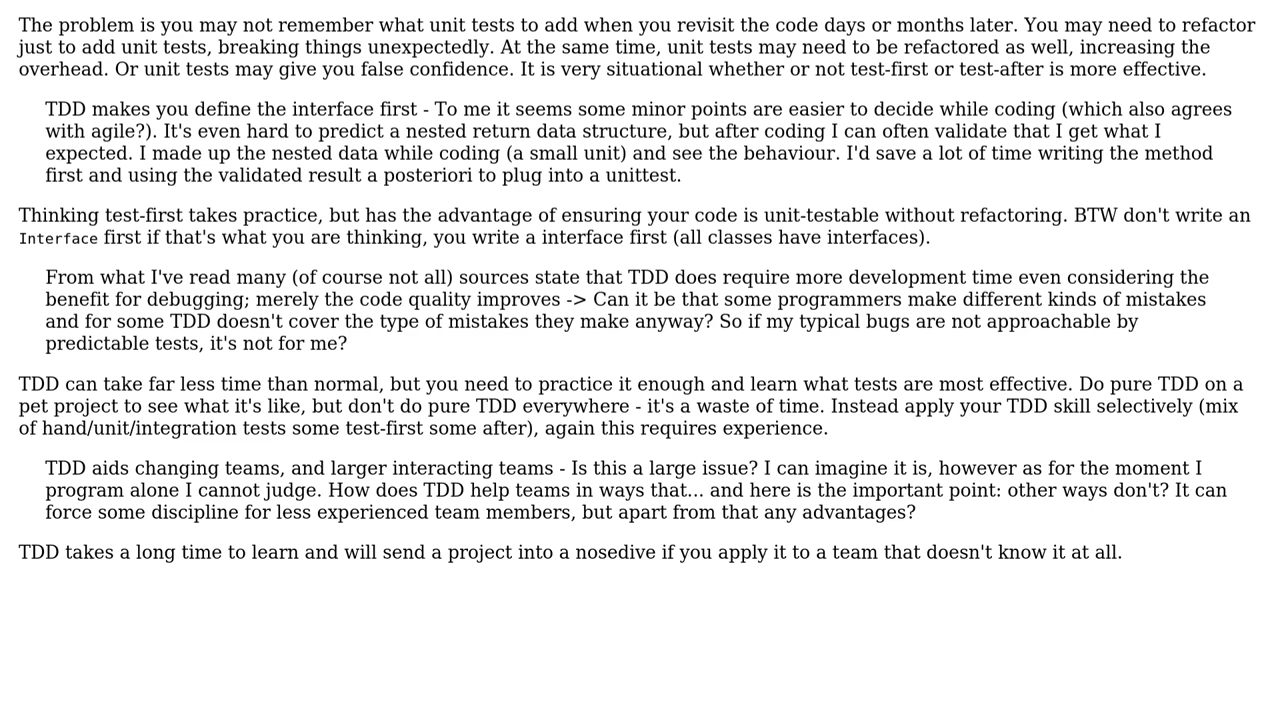 The problem is you may not remember what unit tests to add when you revisit the code days or months later. You may need to refactor
just to add unit tests, breaking things unexpectedly. At the same time, unit tests may need to be refactored as well, increasing the
overhead. Or unit tests may give you false confidence. It is very situational whether or not test-first or test-after is more effective.
TDD makes you define the interface first - To me it seems some minor points are easier to decide while coding (which also agrees
with agile?). It's even hard to predict a nested return data structure, but after coding I can often validate that I get what I
expected. I made up the nested data while coding (a small unit) and see the behaviour. I'd save a lot of time writing the method
first and using the validated result a posteriori to plug into a unittest.
Thinking test-first takes practice, but has the advantage of ensuring your code is unit-testable without refactoring. BTW don't write an
Interface first if that's what you are thinking, you write a interface first (all classes have interfaces).
From what I've read many (of course not all) sources state that TDD does require more development time even considering the
benefit for debugging; merely the code quality improves -> Can it be that some programmers make different kinds of mistakes
and for some TDD doesn't cover the type of mistakes they make anyway? So if my typical bugs are not approachable by
predictable tests, it's not for me?
TDD can take far less time than normal, but you need to practice it enough and learn what tests are most effective. Do pure TDD on a
pet project to see what it's like, but don't do pure TDD everywhere - it's a waste of time. Instead apply your TDD skill selectively (mix
of hand/unit/integration tests some test-first some after), again this requires experience.
TDD aids changing teams, and larger interacting teams - Is this a large issue? I can imagine it is, however as for the moment I
program alone I cannot judge. How does TDD help teams in ways that... and here is the important point: other ways don't? It can
force some discipline for less experienced team members, but apart from that any advantages?
TDD takes a long time to learn and will send a project into a nosedive if you apply it to a team that doesn't know it at all.